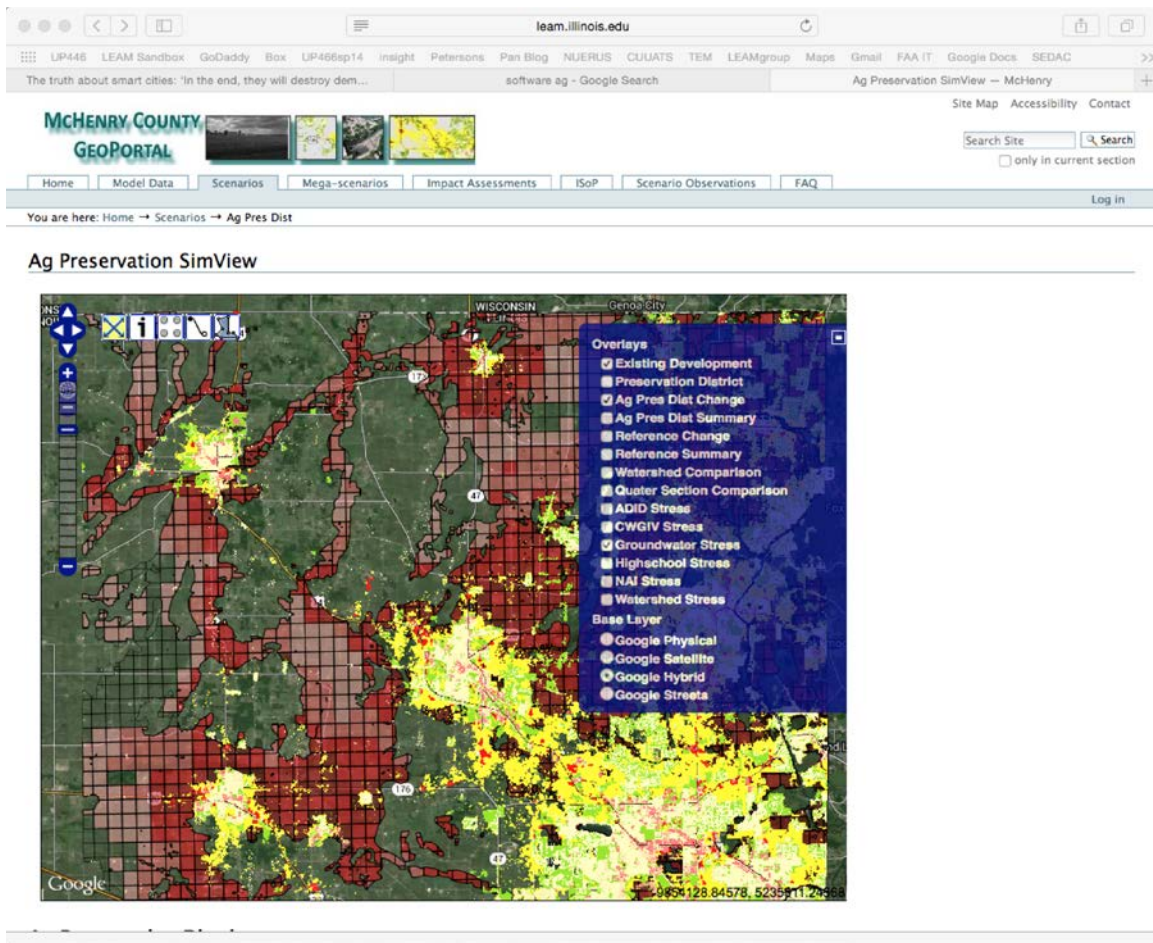 leam.illinois.edu
UP446 LEAM Sandbox GoDaddy Box UP466sp14 insight Petersons Pan Blog NUERUS CUUATS TEM LEAMgroup Maps Gmail FAA IT Google Docs SEDAC
The truth about smart cities: 'In the end, they will destroy dem... software ag - Google Search Ag Preservation SimView — McHenry
Site Map Accessibility Contact
MCHENRY COUNTY
GEOPORTAL
Search Site Search
only in current section
Home Model Data Scenarios Mega-scenarios Impact Assessments ISoP Scenario Observations FAQ
Log in
You are here: Home → Scenarios → Ag Pres Dist
Ag Preservation SimView
WISCONSIN Genoa City
Overlays
Existing Development
Preservation District
173
Ag Pres Dist Change
Ag Pres Dist Summary
Reference Change
Reference Summary
Watershed Comparison
Quater Section Comparison
47
ADID Stress
CWGIV Stress
Groundwater Stress
Highschool Stress
NAI Stress
Watershed Stress
Base Layer
Google Physical
Google Satellite
Google Hybrid
Google Streets
176
47
Google